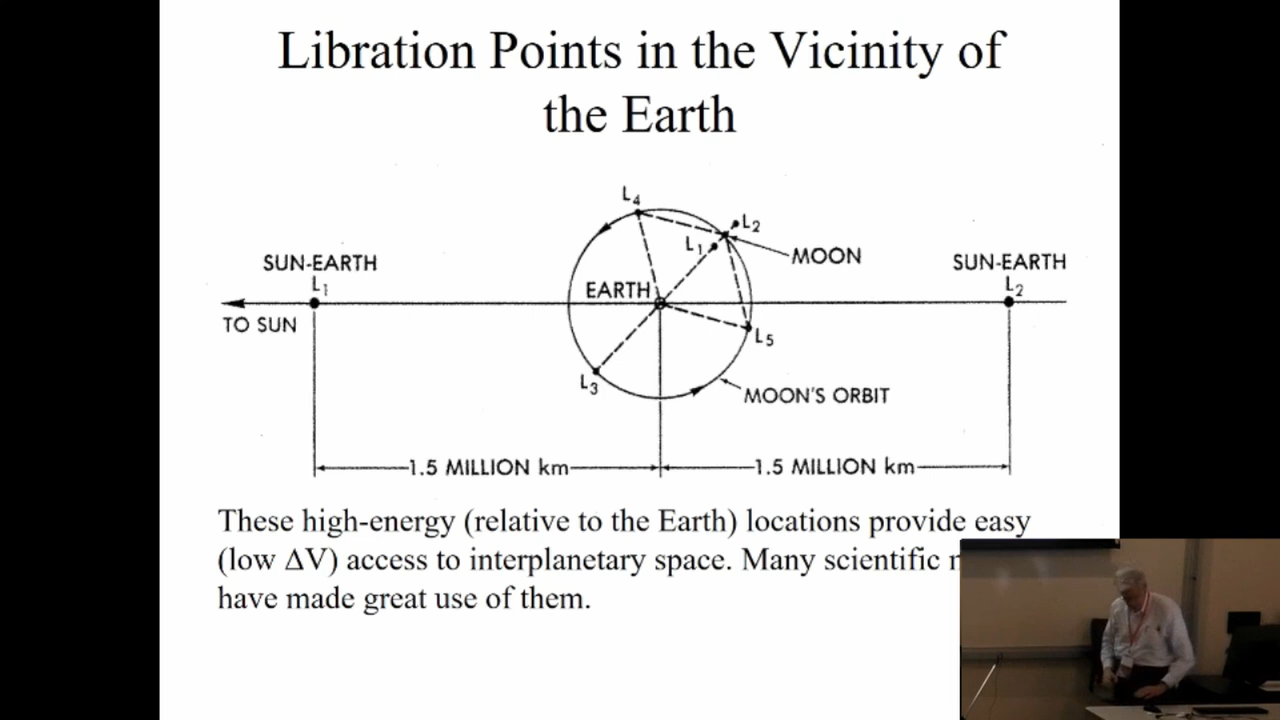 Libration Points in the Vicinity of
the Earth
L4
L2
L1
MOON
SUN-EARTH
L1
EARTH
SUN-EARTH
L2
TO SUN
L5
L3
MOON'S ORBIT
1.5 MILLION km
1.5 MILLION km
These high-energy (relative to the Earth) locations provide easy
(low ΔV) access to interplanetary space. Many scientific
have made great use of them.